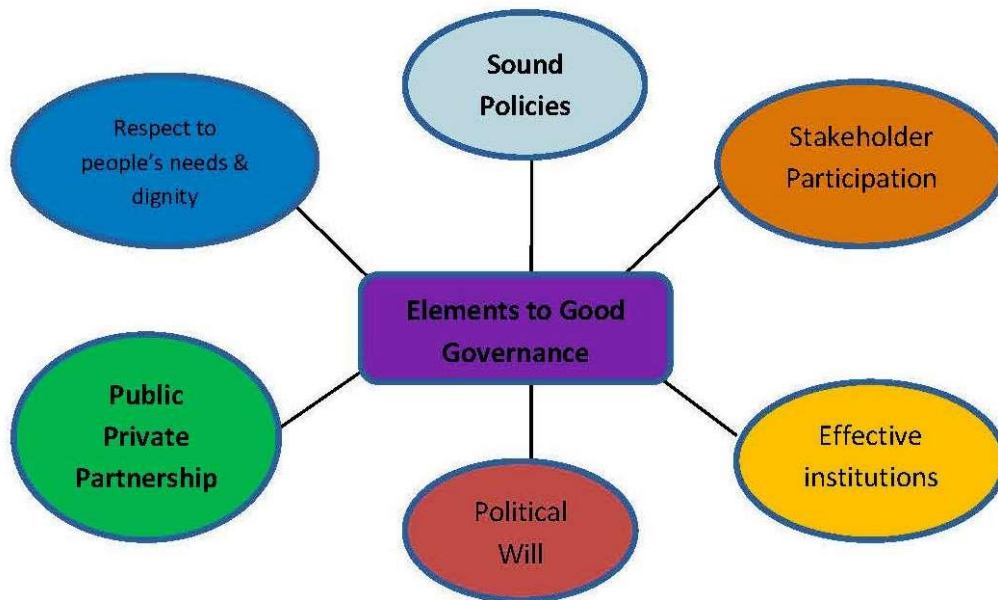 Sound
Policies
Respect to
people's needs &
dignity
Stakeholder
Participation
Elements to Good
Governance
Public
Private
Partnership
Effective
institutions
Political
Will